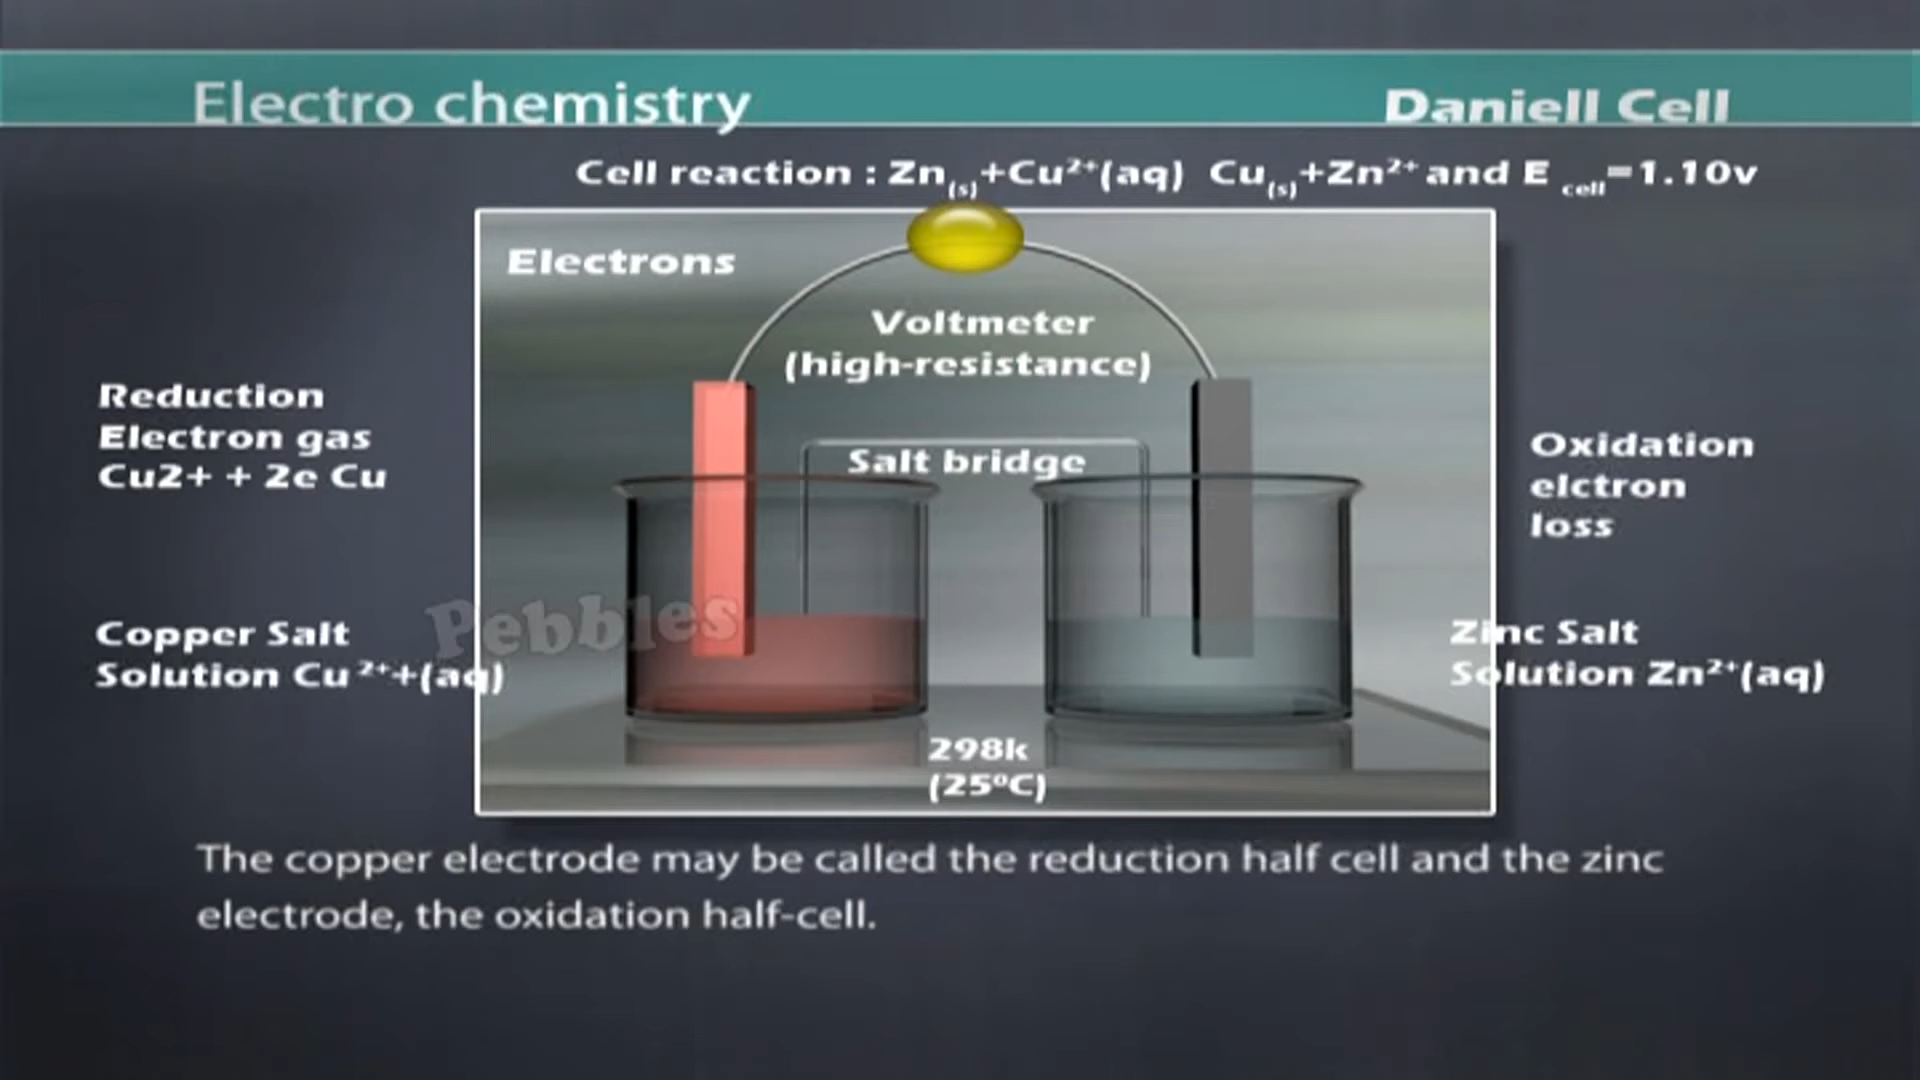 Electro chemistry
Daniell Cell
Cell reaction : Zn(s)+Cu²⁺(aq) Cu(s)+Zn²⁺ and E cell=1.10v
Electrons
Voltmeter
(high-resistance)
Salt bridge
Reduction
Electron gas
Cu2+ + 2e Cu
Oxidation
elctron
loss
Copper Salt
Solution Cu²⁺+(aq)
Pebbles
Zinc Salt
Solution Zn²⁺(aq)
298k
(25ºC)
The copper electrode may be called the reduction half cell and the zinc
electrode, the oxidation half-cell.